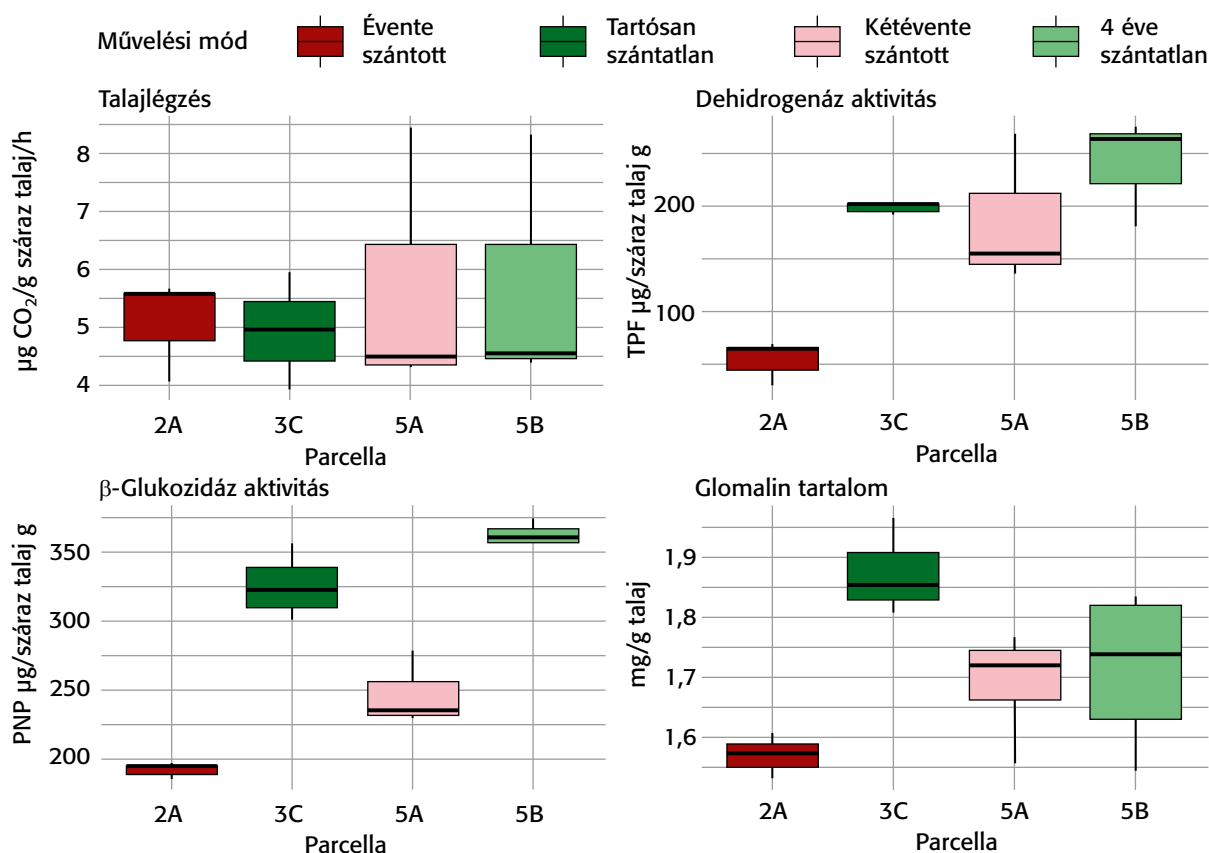 Művelési mód
Évente
szántott
Tartósan
szántatlan
Kétévente
szántott
4 éve
szántatlan
Talajlégzés
µg CO₂/g száraz talaj/h
8
7
6
5
4
2A 3C 5A 5B
Parcella
Dehidrogenáz aktivitás
TPF µg/száraz talaj g
200
100
2A 3C 5A 5B
Parcella
β-Glukozidáz aktivitás
PNP µg/száraz talaj g
350
300
250
200
2A 3C 5A 5B
Parcella
Glomalin tartalom
mg/g talaj
1,9
1,8
1,7
1,6
2A 3C 5A 5B
Parcella